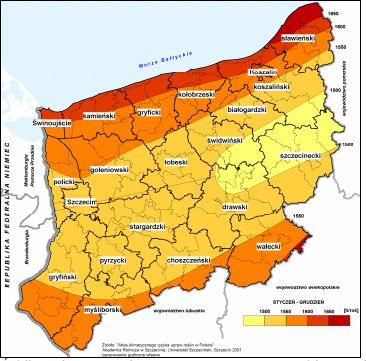 1650
1600
1550
sławieński
Morze Bałtyckie
Koszalin
koszaliński
województwo pomorskie
kołobrzeski
kamieński
gryficki
białogardzki
Świnoujście
świdwiński
1500
szczecinecki
REPUBLIKA FEDERALNA NIEMIEC
Meklemburgia
Pomorze Przednie
łobeski
goleniowski
policki
Szczecin
drawski
1550
stargardzki
Brandenburgia
wałecki
pyrzycki
choszczeński
gryfiński
województwo wielkopolskie
myśliborski
województwo lubuskie
STYCZEŃ - GRUDZIEŃ
[h/rok]
1500 1550 1600 1650
Źródło: "Atlas klimatycznego ryzyka upraw roślin w Polsce"
Akademia Rolnicza w Szczecinie, Uniwersytet Szczeciński, Szczecin 2001
opracowanie graficzne własne